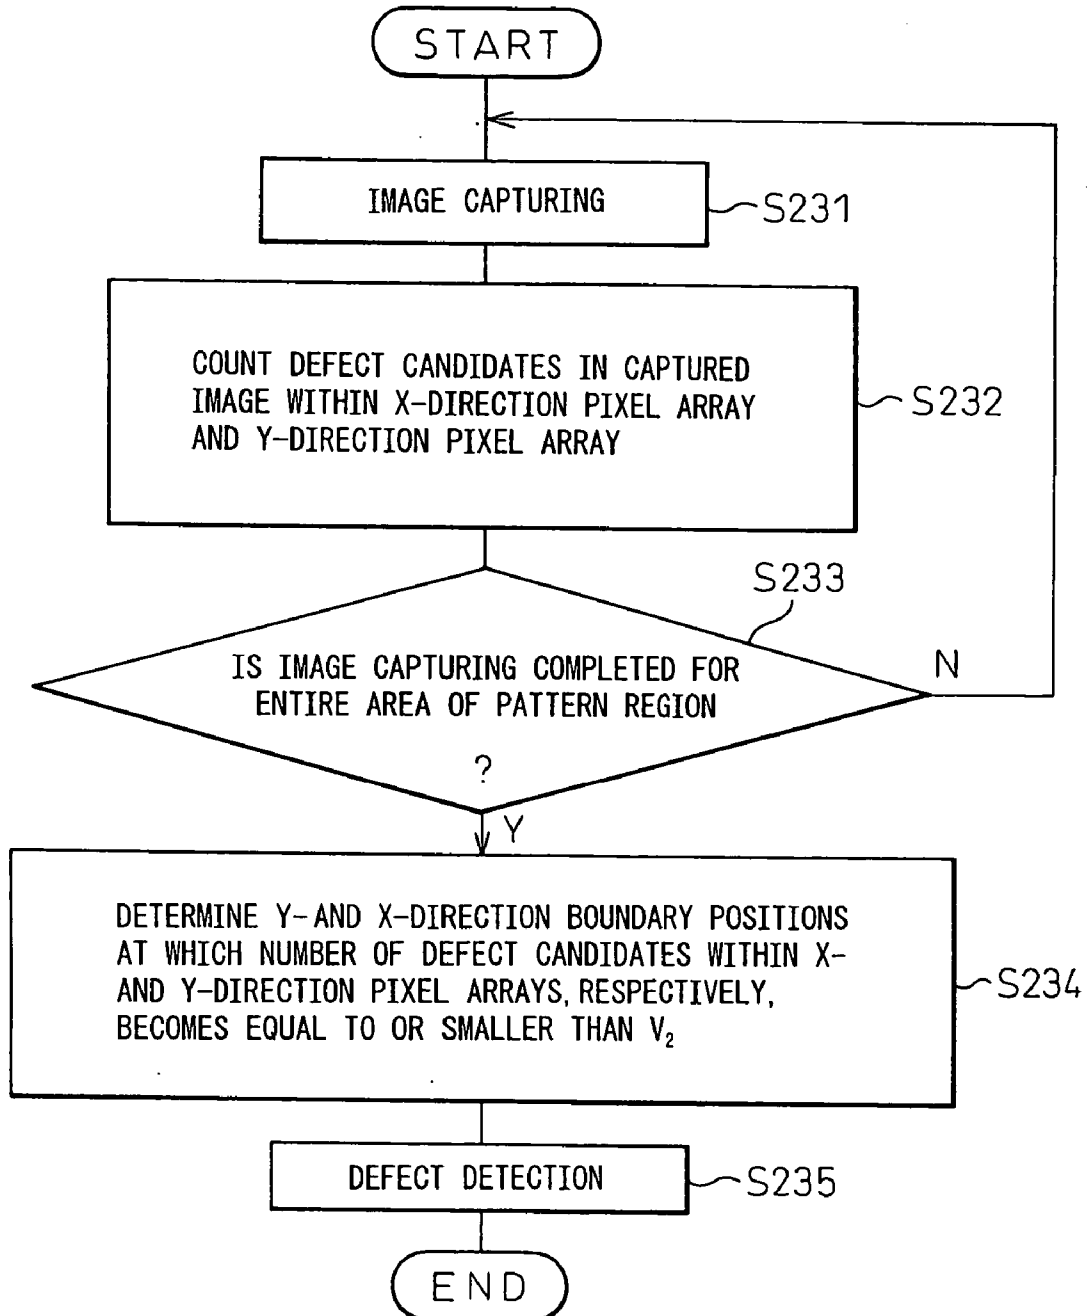 START
IMAGE CAPTURING
S231
COUNT DEFECT CANDIDATES IN CAPTURED
IMAGE WITHIN X-DIRECTION PIXEL ARRAY
AND Y-DIRECTION PIXEL ARRAY
S232
S233
IS IMAGE CAPTURING COMPLETED FOR
ENTIRE AREA OF PATTERN REGION
?
N
Y
DETERMINE Y- AND X-DIRECTION BOUNDARY POSITIONS
AT WHICH NUMBER OF DEFECT CANDIDATES WITHIN X-
AND Y-DIRECTION PIXEL ARRAYS, RESPECTIVELY,
BECOMES EQUAL TO OR SMALLER THAN V₂
S234
DEFECT DETECTION
S235
END